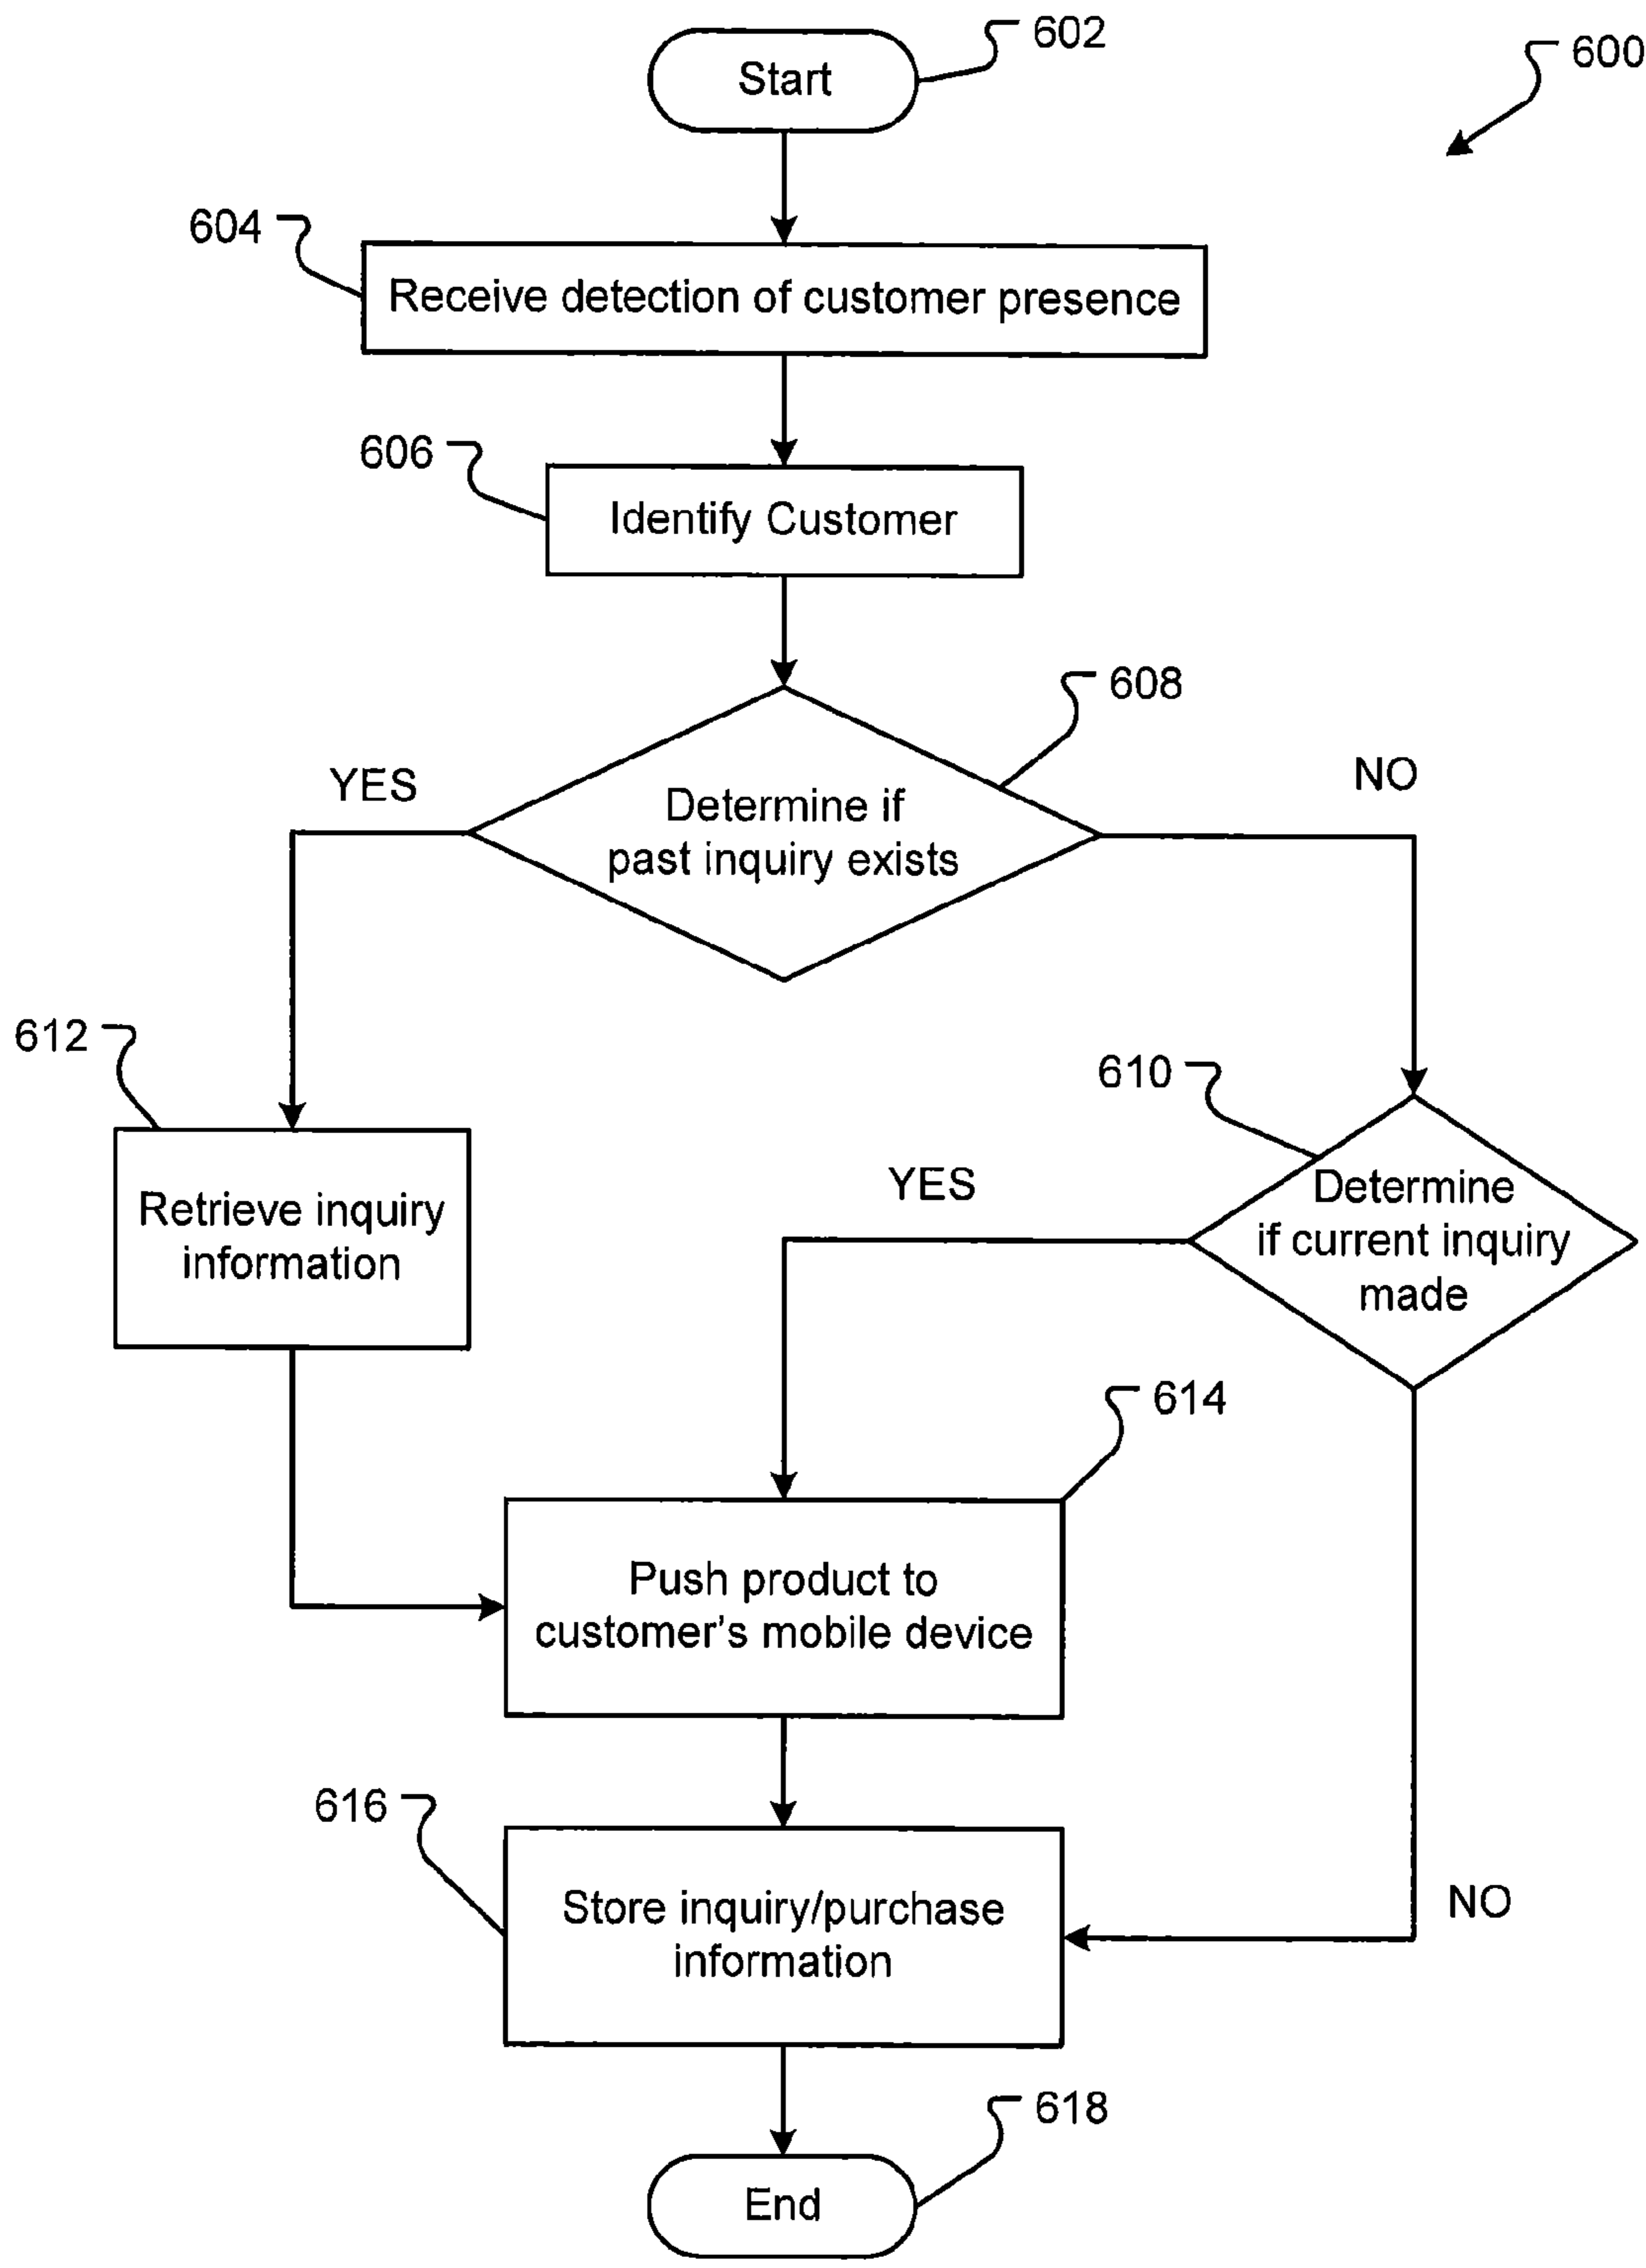 602
Start
600
604
Receive detection of customer presence
606
Identify Customer
608
YES
NO
Determine if
past inquiry exists
612
610
Retrieve inquiry
information
YES
Determine
if current inquiry
made
614
Push product to
customer's mobile device
616
Store inquiry/purchase
information
NO
618
End